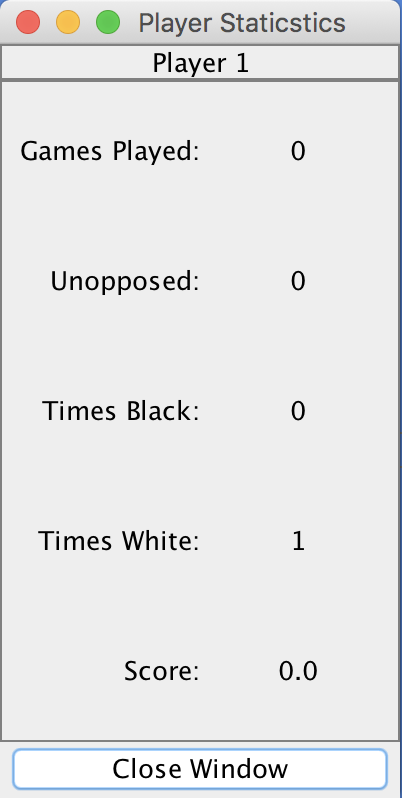 Player Staticstics
Player 1
Games Played: 0
Unopposed: 0
Times Black: 0
Times White: 1
Score: 0.0
Close Window